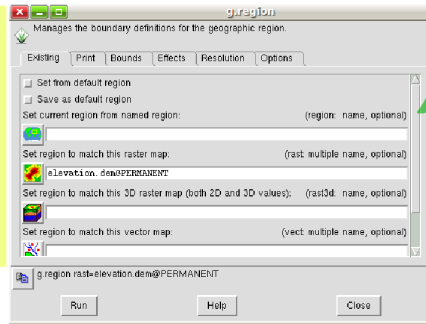 g.region
Manages the boundary definitions for the geographic region.
Existing Print Bounds Effects Resolution Options
Set from default region
Save as default region
Set current region from named region: (region: name, optional)
Set region to match this raster map: (rast: multiple name, optional)
elevation.dem@PERMANENT
Set region to match this 3D raster map (both 2D and 3D values): (rast3d: name, optional)
Set region to match this vector map: (vect: multiple name, optional)
g.region rast=elevation.dem@PERMANENT
Run Help Close